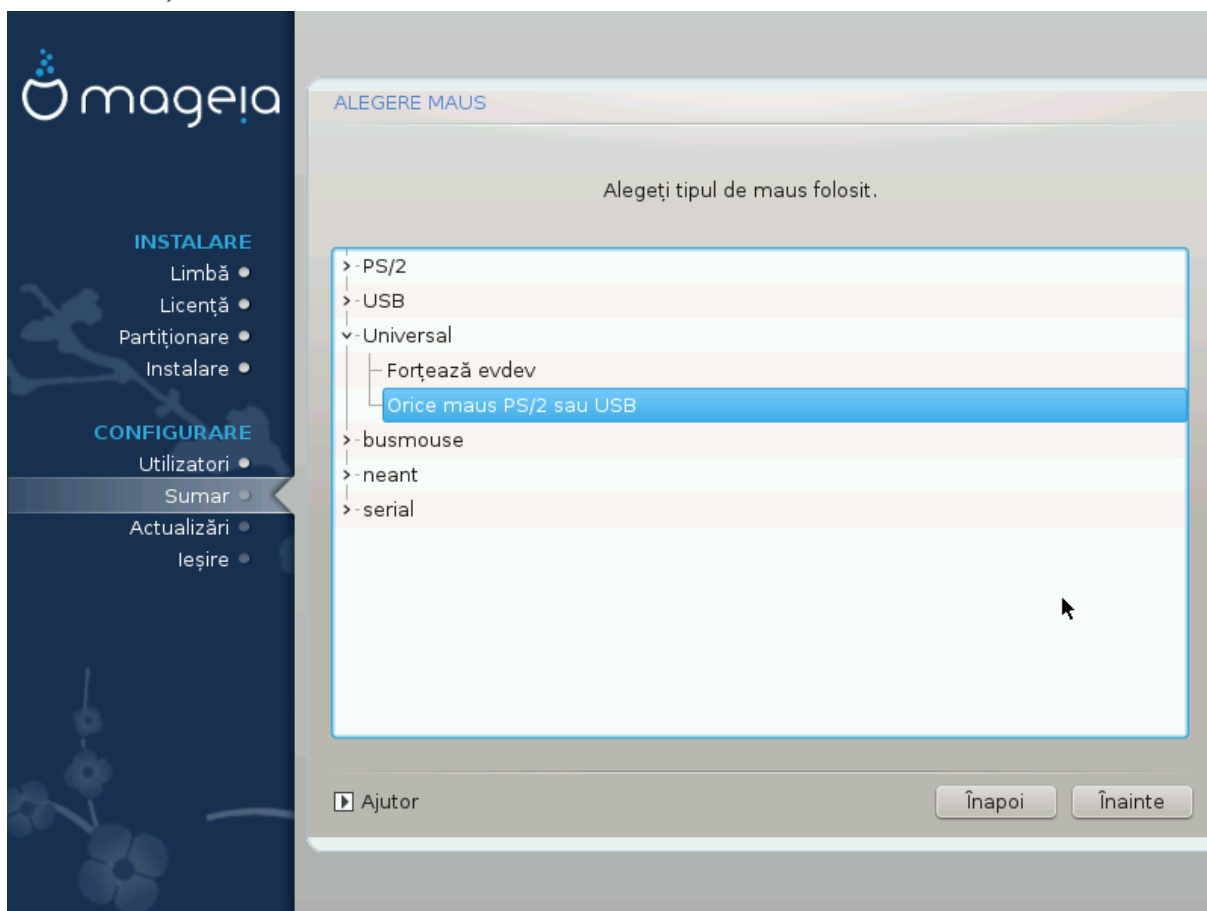 mageia
ALEGERE MAUS
Alegeți tipul de maus folosit.
INSTALARE
Limbă
Licență
Partiționare
Instalare
CONFIGURARE
Utilizatori
Sumar
Actualizări
Ieșire
PS/2
USB
Universal
Forțează evdev
Orice maus PS/2 sau USB
busmouse
neant
serial
Ajutor
Înapoi
Înainte